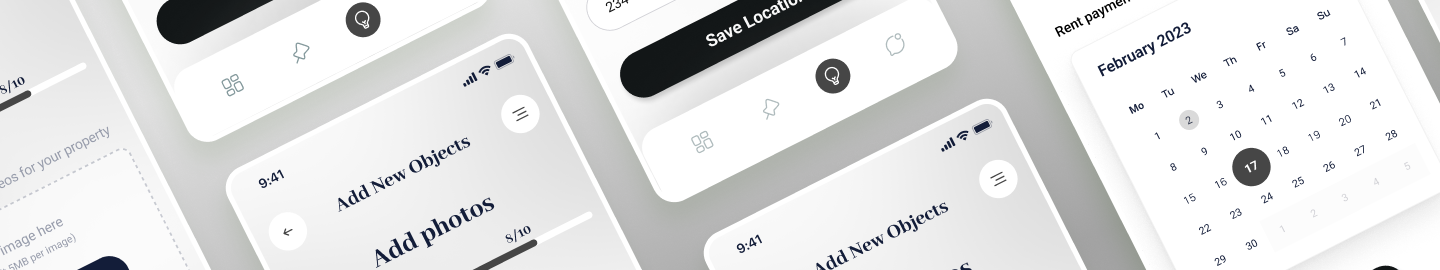 8/10
eos for your property
image here
5MB per image)
9:41
Add New Objects
Add photos
8/10
234
Save Location
9:41
Add New Objects
Rent payment
February 2023
Mo Tu We Th Fr Sa Su
1 2 3 4 5 6 7
8 9 10 11 12 13 14
15 16 17 18 19 20 21
22 23 24 25 26 27 28
29 30 1 2 3 4 5